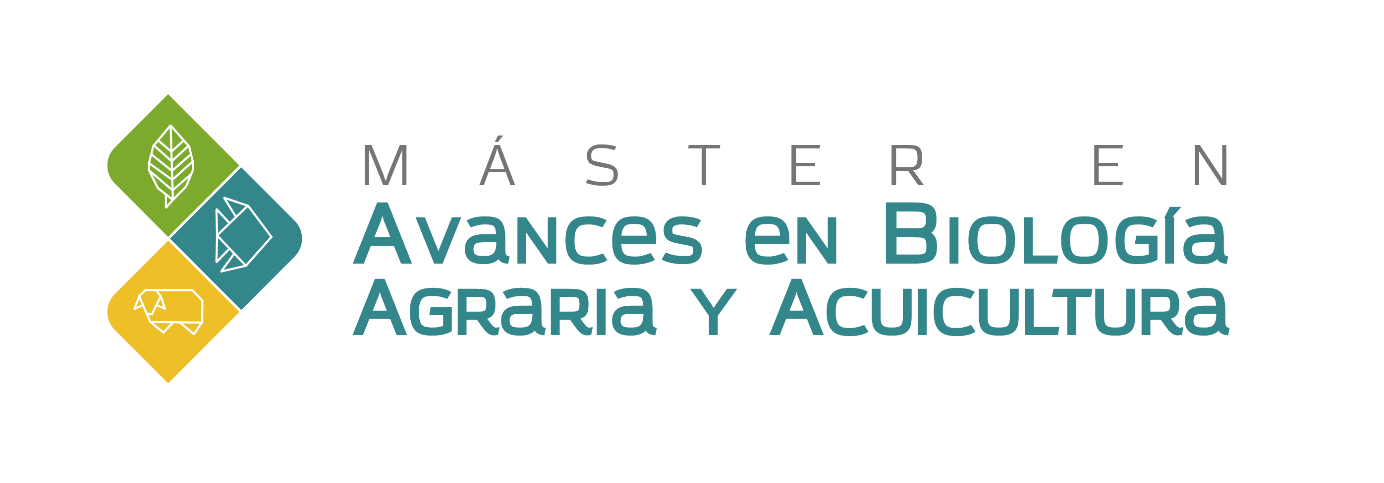 MÁSTER EN
AVANCES EN BIOLOGÍA
AGRARIA Y ACUICULTURA